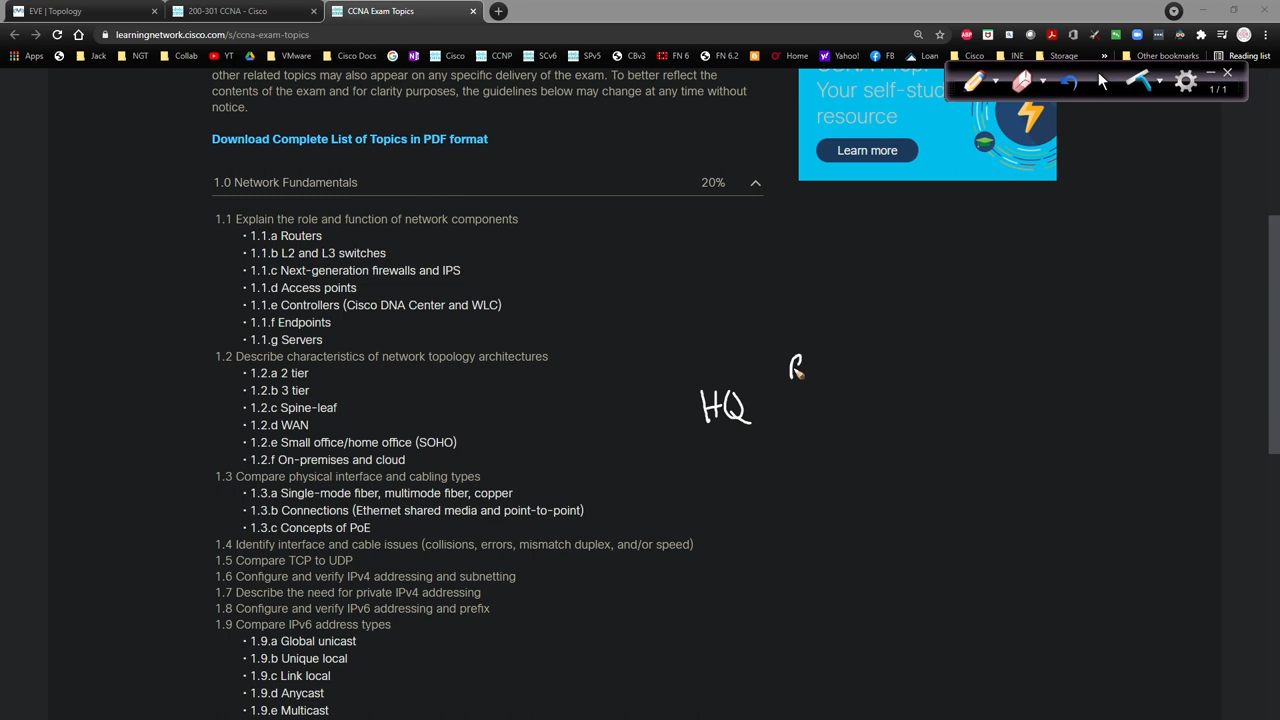 EVE | Topology
200-301 CCNA - Cisco
CCNA Exam Topics
learningnetwork.cisco.com/s/ccna-exam-topics
Apps
NGT
Collab
YT
VMware
Cisco Docs
Cisco
CCNP
SCv6
SPv5
CBv3
FN 6
FN 6.2
Home
Yahoo!
Loan
FB
Cisco
INE
Storage
»
Other bookmarks
Reading list
1 / 1
other related topics may also appear on any specific delivery of the exam. To better reflect the
contents of the exam and for clarity purposes, the guidelines below may change at any time without
notice.
Your self-stud
resource
Learn more
Download Complete List of Topics in PDF format
1.0 Network Fundamentals 20%
1.1 Explain the role and function of network components
• 1.1.a Routers
• 1.1.b L2 and L3 switches
• 1.1.c Next-generation firewalls and IPS
• 1.1.d Access points
• 1.1.e Controllers (Cisco DNA Center and WLC)
• 1.1.f Endpoints
• 1.1.g Servers
1.2 Describe characteristics of network topology architectures
• 1.2.a 2 tier
• 1.2.b 3 tier
• 1.2.c Spine-leaf
• 1.2.d WAN
• 1.2.e Small office/home office (SOHO)
• 1.2.f On-premises and cloud
HQ
1.3 Compare physical interface and cabling types
• 1.3.a Single-mode fiber, multimode fiber, copper
• 1.3.b Connections (Ethernet shared media and point-to-point)
• 1.3.c Concepts of PoE
1.4 Identify interface and cable issues (collisions, errors, mismatch duplex, and/or speed)
1.5 Compare TCP to UDP
1.6 Configure and verify IPv4 addressing and subnetting
1.7 Describe the need for private IPv4 addressing
1.8 Configure and verify IPv6 addressing and prefix
1.9 Compare IPv6 address types
• 1.9.a Global unicast
• 1.9.b Unique local
• 1.9.c Link local
• 1.9.d Anycast
• 1.9.e Multicast